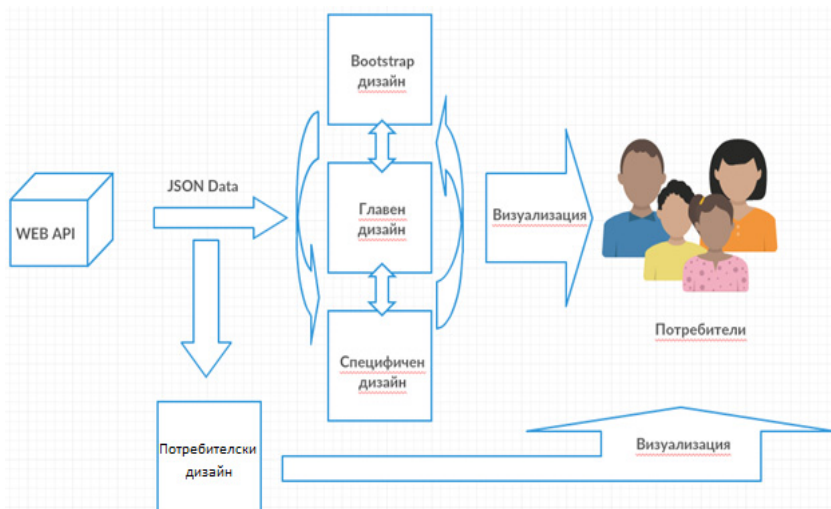 Bootstrap
дизайн
JSON Data
WEB API
Главен
дизайн
Визуализация
Потребители
Специфичен
дизайн
Потребителски
дизайн
Визуализация